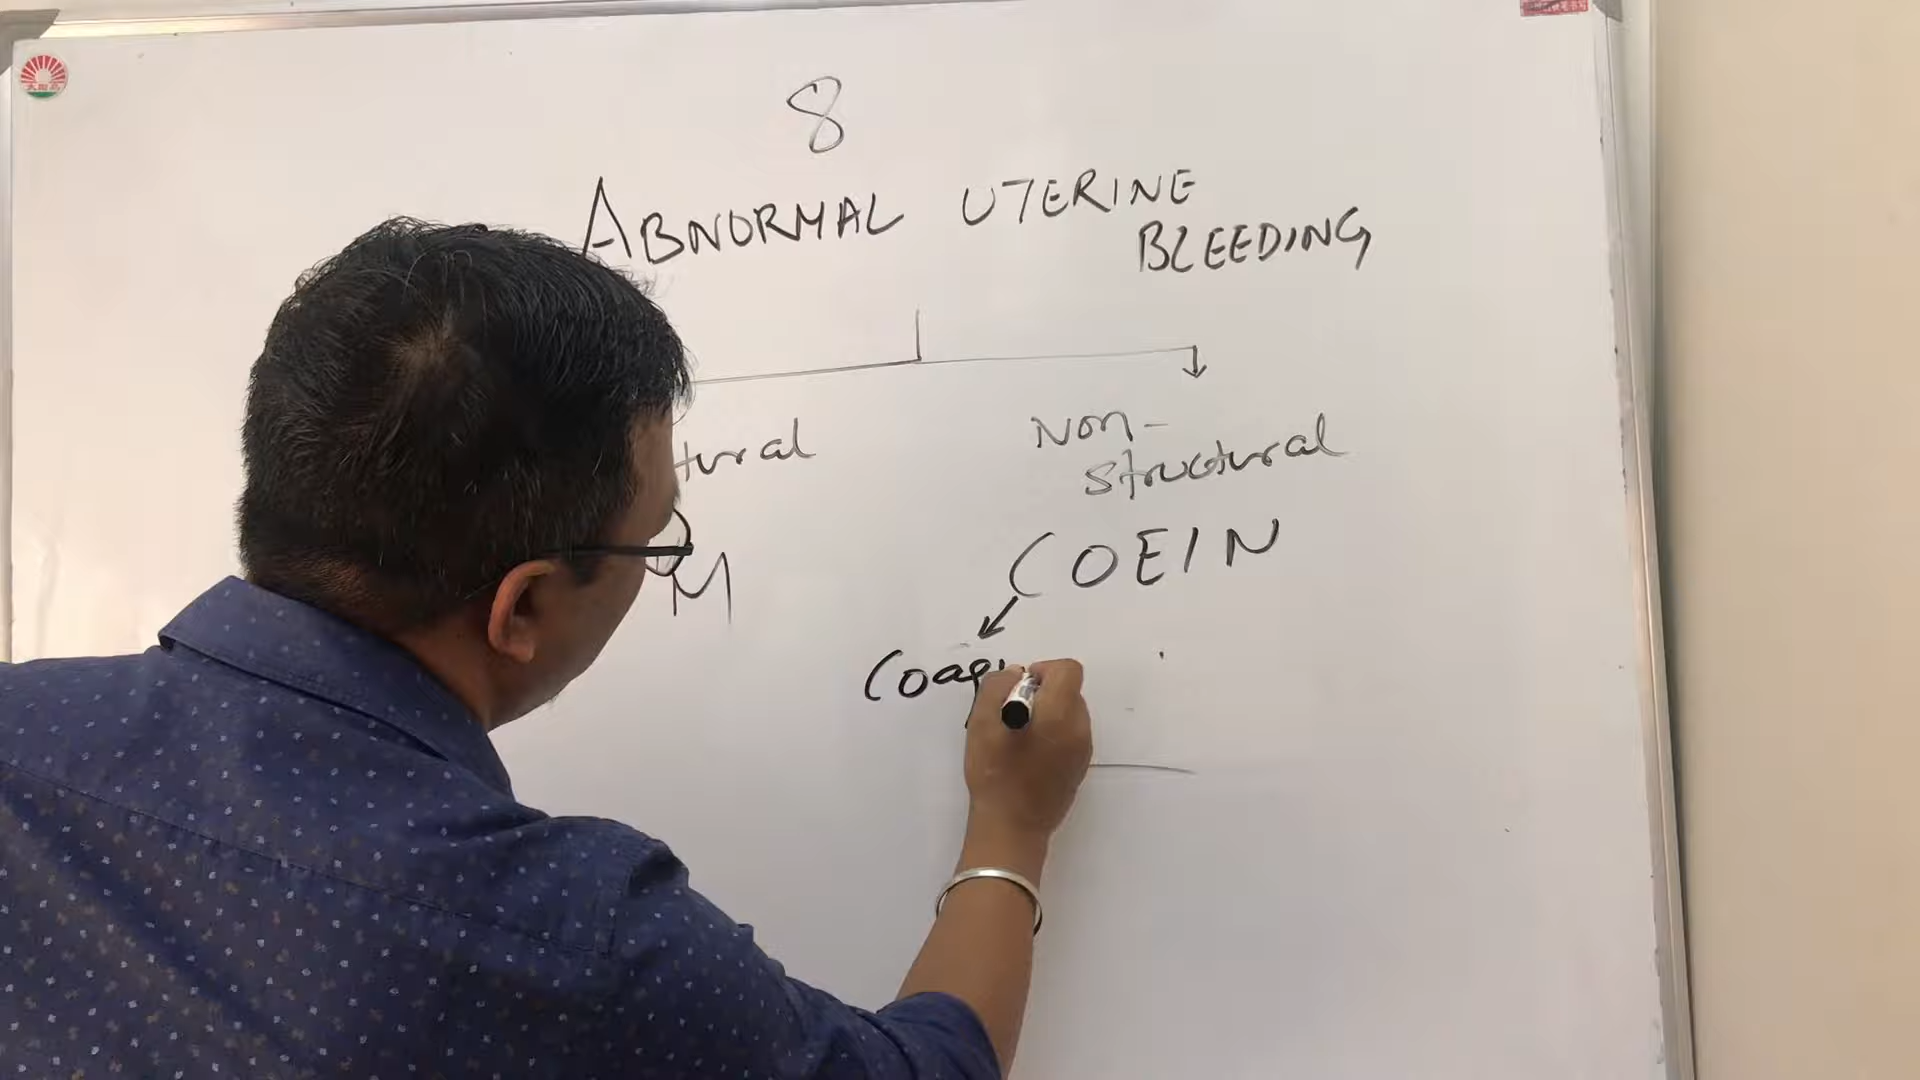 8
ABNORMAL UTERINE
BLEEDING
tural
Non-
structural
M
COEIN
Coag